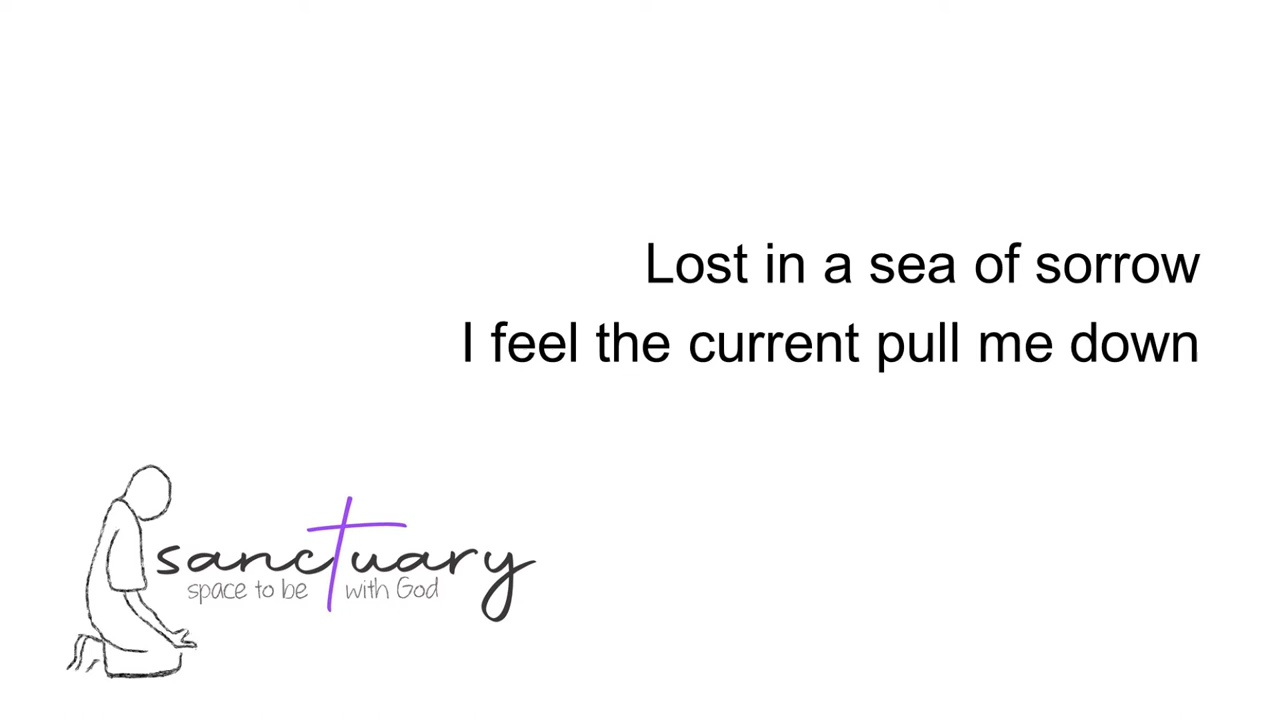 Lost in a sea of sorrow
I feel the current pull me down
sanctuary
space to be with God